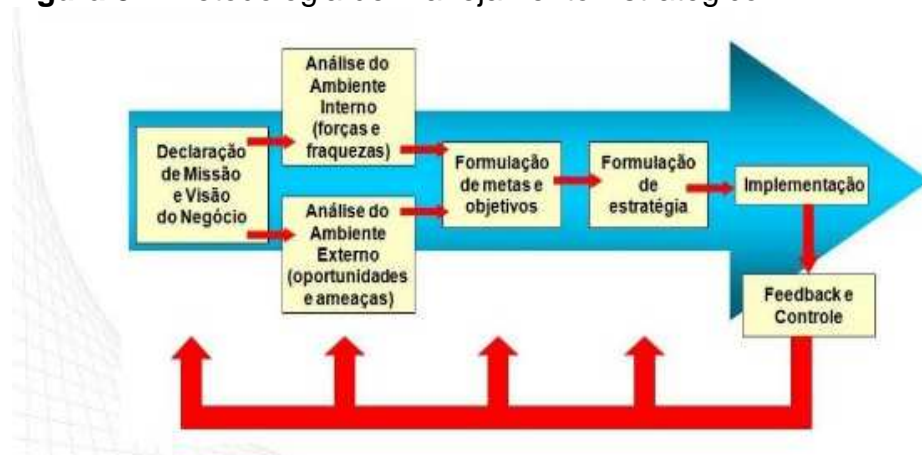 Declaração
de Missão
e Visão
do Negócio
Análise do
Ambiente
Interno
(forças e
fraquezas)
Análise do
Ambiente
Externo
(oportunidades
e ameaças)
Formulação
de metas e
objetivos
Formulação
de
estratégia
Implementação
Feedback e
Controle